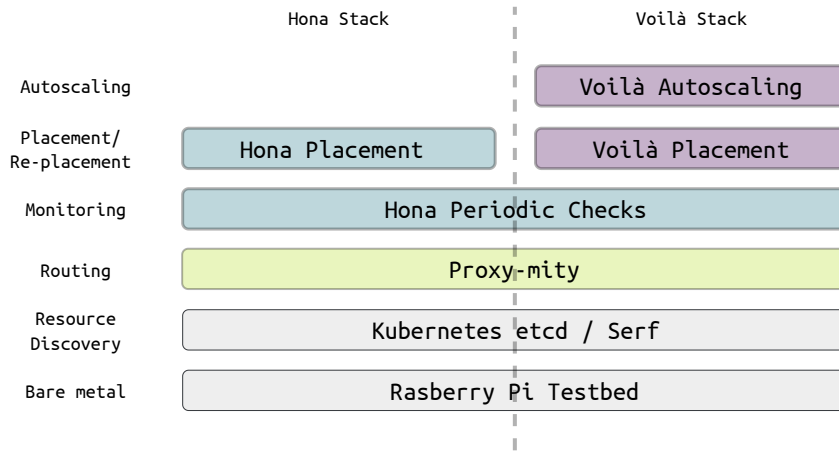 Hona Stack
Voilà Stack
Autoscaling
Voilà Autoscaling
Placement/
Re-placement
Hona Placement
Voilà Placement
Monitoring
Hona Periodic Checks
Routing
Proxy-mity
Resource
Discovery
Kubernetes etcd / Serf
Bare metal
Rasberry Pi Testbed